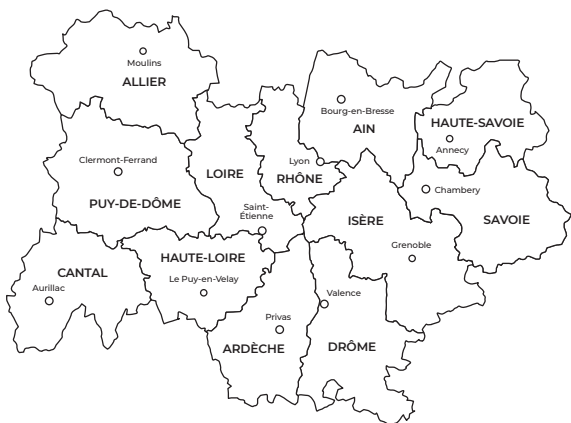 Moulins
ALLIER
Bourg-en-Bresse
AIN
HAUTE-SAVOIE
Annecy
Clermont-Ferrand
PUY-DE-DÔME
LOIRE
Lyon
RHÔNE
Chambery
SAVOIE
Saint-
Étienne
ISÈRE
Grenoble
CANTAL
Aurillac
HAUTE-LOIRE
Le Puy-en-Velay
Valence
Privas
ARDÈCHE
DRÔME